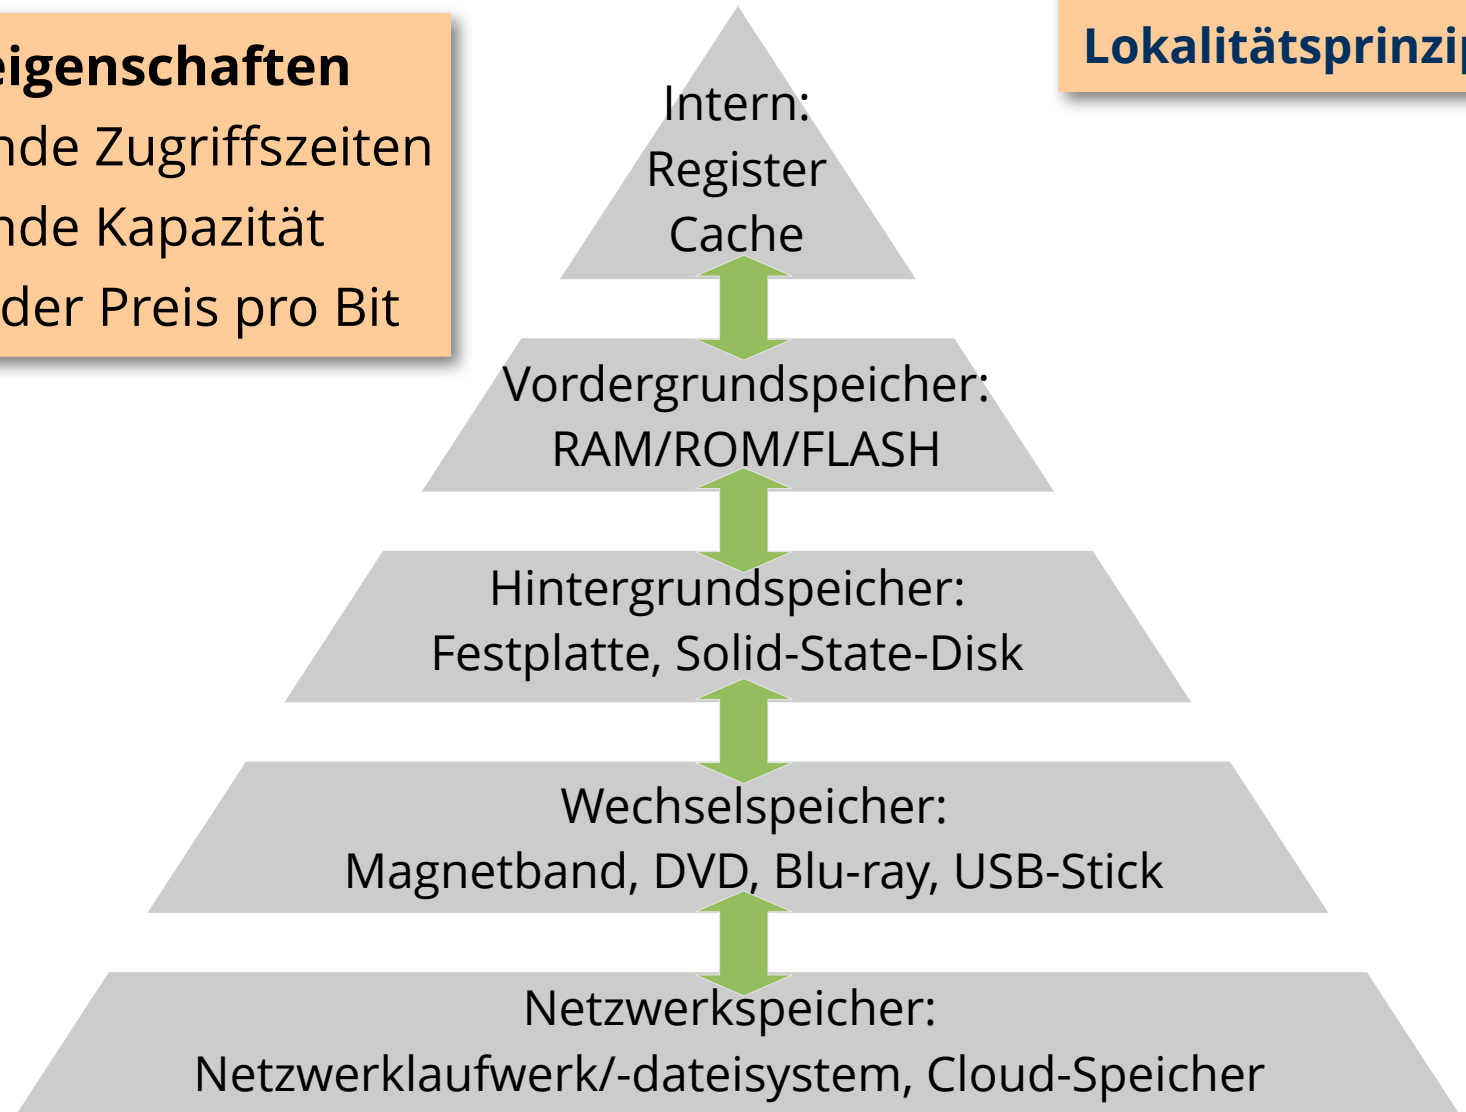 eigenschaften
nde Zugriffszeiten
nde Kapazität
der Preis pro Bit
Lokalitätsprinzip
Intern:
Register
Cache
Vordergrundspeicher:
RAM/ROM/FLASH
Hintergrundspeicher:
Festplatte, Solid-State-Disk
Wechselspeicher:
Magnetband, DVD, Blu-ray, USB-Stick
Netzwerkspeicher:
Netzwerklaufwerk/-dateisystem, Cloud-Speicher